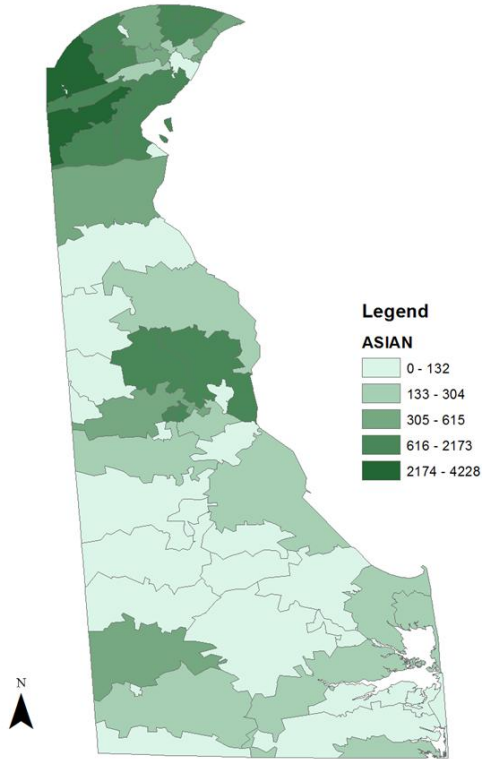 Legend
ASIAN
0 - 132
133 - 304
305 - 615
616 - 2173
2174 - 4228
N